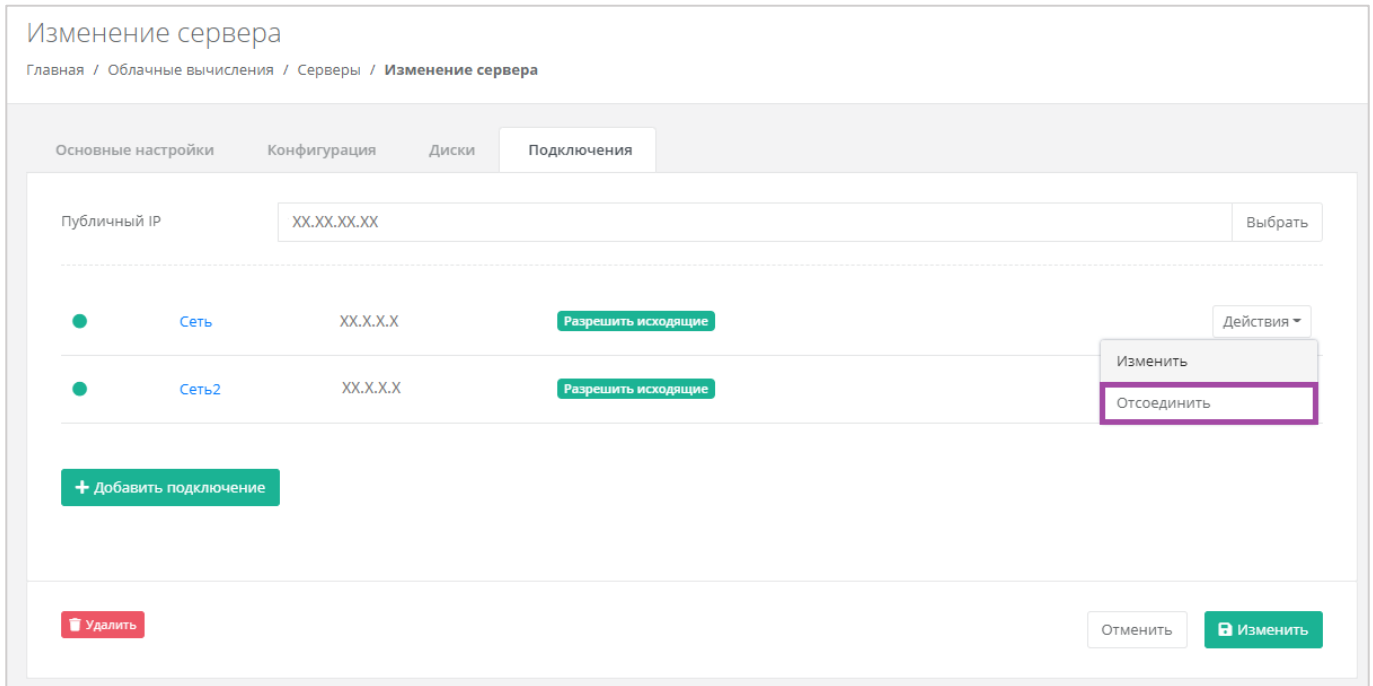 Изменение сервера
Главная / Облачные вычисления / Серверы / Изменение сервера
Основные настройки Конфигурация Диски Подключения
Публичный IP XX.XX.XX.XX Выбрать
Сеть XX.X.X.X Разрешить исходящие Действия
Изменить
Сеть2 XX.X.X.X Разрешить исходящие
Отсоединить
+ Добавить подключение
Удалить Отменить Изменить